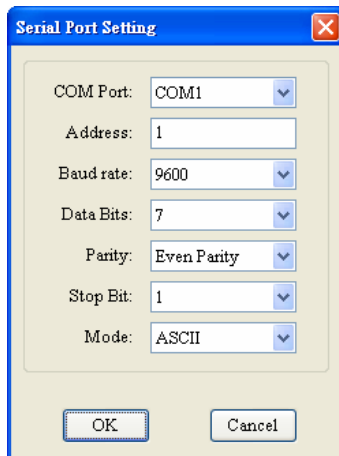 Serial Port Setting
COM Port: COM1
Address: 1
Baud rate: 9600
Data Bits: 7
Parity: Even Parity
Stop Bit: 1
Mode: ASCII
OK Cancel